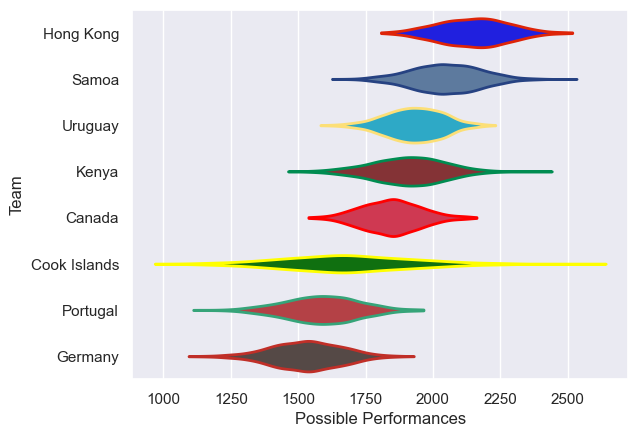 Hong Kong
Samoa
Uruguay
Kenya
Canada
Cook Islands
Portugal
Germany
Team
1000 1250 1500 1750 2000 2250 2500
Possible Performances